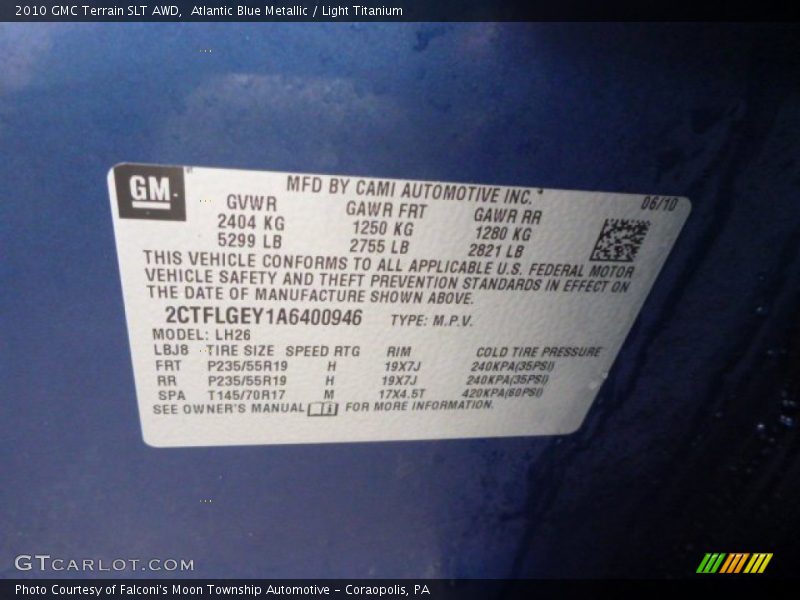 2010 GMC Terrain SLT AWD, Atlantic Blue Metallic / Light Titanium
GM
MFD BY CAMI AUTOMOTIVE INC.
06/10
GVWR GAWR FRT GAWR RR
2404 KG 1250 KG 1280 KG
5299 LB 2755 LB 2821 LB
THIS VEHICLE CONFORMS TO ALL APPLICABLE U.S. FEDERAL MOTOR
VEHICLE SAFETY AND THEFT PREVENTION STANDARDS IN EFFECT ON
THE DATE OF MANUFACTURE SHOWN ABOVE.
2CTFLGEY1A6400946 TYPE: M.P.V.
MODEL: LH26
LBJ8 TIRE SIZE SPEED RTG RIM COLD TIRE PRESSURE
FRT P235/55R19 H 19X7J 240KPA(35PSI)
RR P235/55R19 H 19X7J 240KPA(35PSI)
SPA T145/70R17 M 17X4.5T 420KPA(60PSI)
SEE OWNER'S MANUAL FOR MORE INFORMATION.
GTCARLOT.COM
Photo Courtesy of Falconi's Moon Township Automotive - Coraopolis, PA